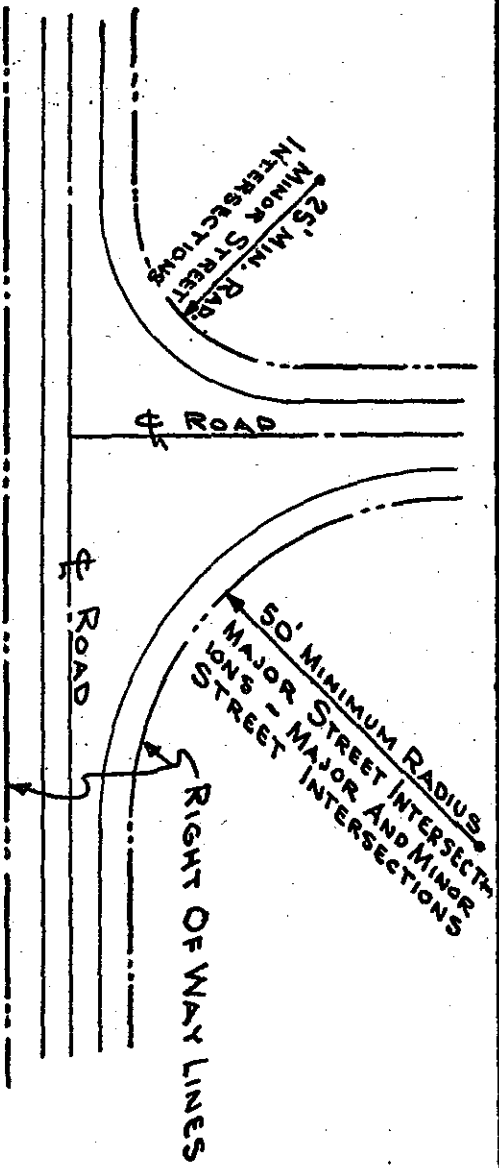 25' MIN. RAD.
MINOR STREET
INTERSECTIONS
℄ ROAD
℄ ROAD
50' MINIMUM RADIUS
MAJOR STREET INTERSECT-
IONS ~ MAJOR AND MINOR
STREET INTERSECTIONS
RIGHT OF WAY LINES